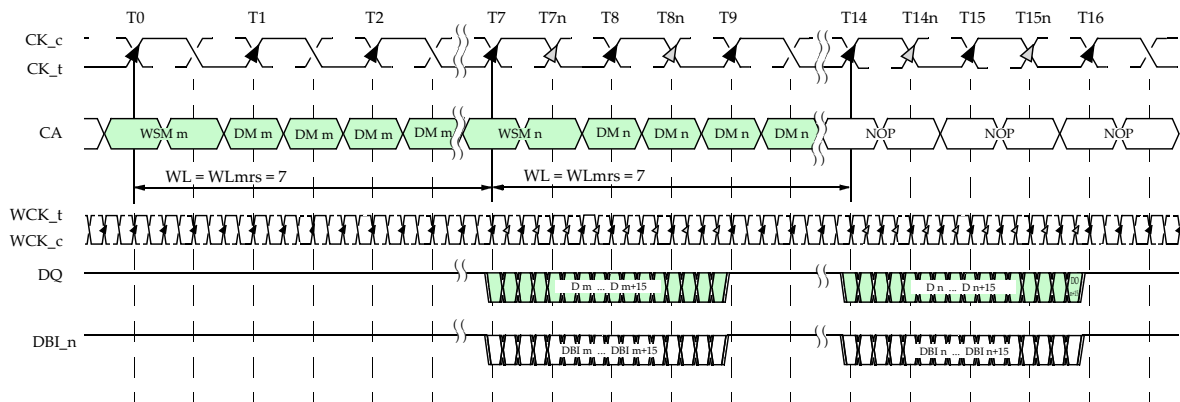 T0 T1 T2 T7 T7n T8 T8n T9 T14 T14n T15 T15n T16
CK_c
CK_t
CA WSM m DM m DM m DM m DM m WSM n DM n DM n DM n DM n NOP NOP NOP
WL = WLmrs = 7 WL = WLmrs = 7
WCK_t
WCK_c
DQ D m ... D m+15 D n ... D n+15
DBI_n DBI m ... DBI m+15 DBI n ... DBI n+15